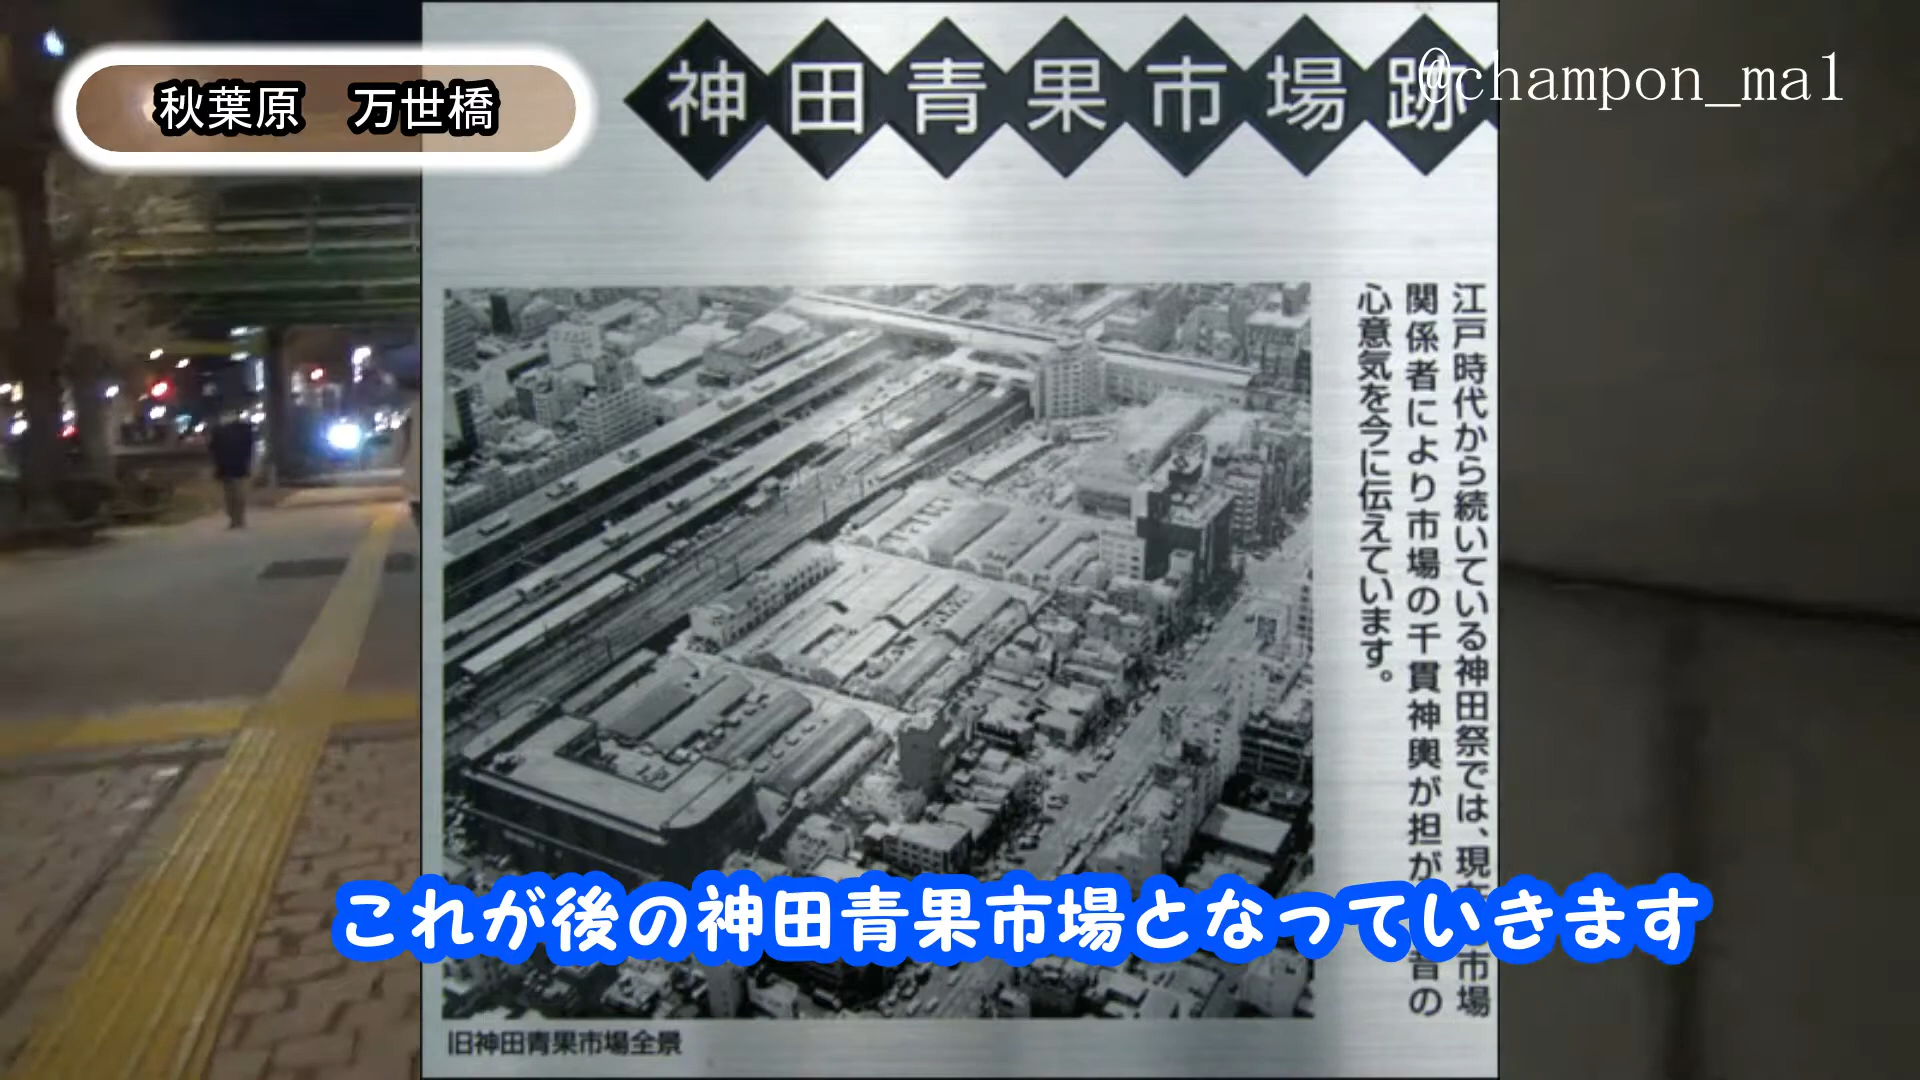 秋葉原　万世橋
神田青果市場跡
@champon_ma1
江戸時代から続いている神田祭では、現在
市場
関係者により市場の千貫神輿が担が
昔の
心意気を今に伝えています。
これが後の神田青果市場となっていきます
旧神田青果市場全景